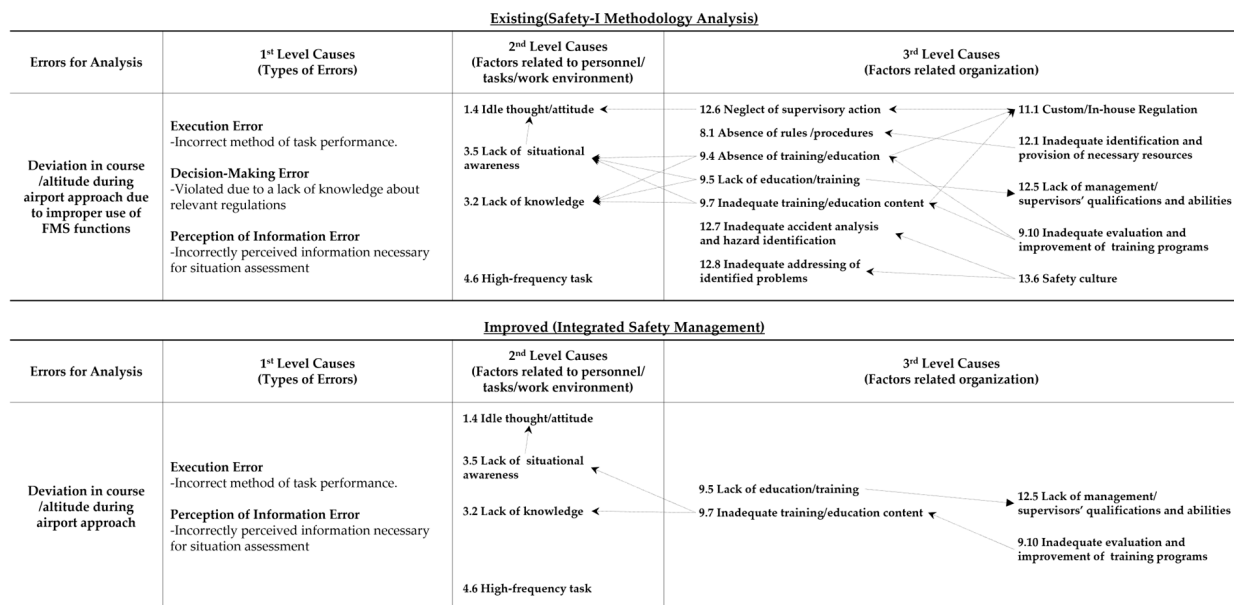 Existing(Safety-I Methodology Analysis)
Errors for Analysis
1st Level Causes
(Types of Errors)
2nd Level Causes
(Factors related to personnel/
tasks/work environment)
3rd Level Causes
(Factors related organization)
Deviation in course
/altitude during
airport approach due
to improper use of
FMS functions
Execution Error
-Incorrect method of task performance.
Decision-Making Error
-Violated due to a lack of knowledge about
relevant regulations
Perception of Information Error
-Incorrectly perceived information necessary
for situation assessment
1.4 Idle thought/attitude
3.5 Lack of situational
awareness
3.2 Lack of knowledge
4.6 High-frequency task
12.6 Neglect of supervisory action
8.1 Absence of rules /procedures
9.4 Absence of training/education
9.5 Lack of education/training
9.7 Inadequate training/education content
12.7 Inadequate accident analysis
and hazard identification
12.8 Inadequate addressing of
identified problems
11.1 Custom/In-house Regulation
12.1 Inadequate identification and
provision of necessary resources
12.5 Lack of management/
supervisors' qualifications and abilities
9.10 Inadequate evaluation and
improvement of training programs
13.6 Safety culture
Improved (Integrated Safety Management)
Errors for Analysis
1st Level Causes
(Types of Errors)
2nd Level Causes
(Factors related to personnel/
tasks/work environment)
3rd Level Causes
(Factors related organization)
Deviation in course
/altitude during
airport approach
Execution Error
-Incorrect method of task performance.
Perception of Information Error
-Incorrectly perceived information necessary
for situation assessment
1.4 Idle thought/attitude
3.5 Lack of situational
awareness
3.2 Lack of knowledge
4.6 High-frequency task
9.5 Lack of education/training
9.7 Inadequate training/education content
12.5 Lack of management/
supervisors' qualifications and abilities
9.10 Inadequate evaluation and
improvement of training programs